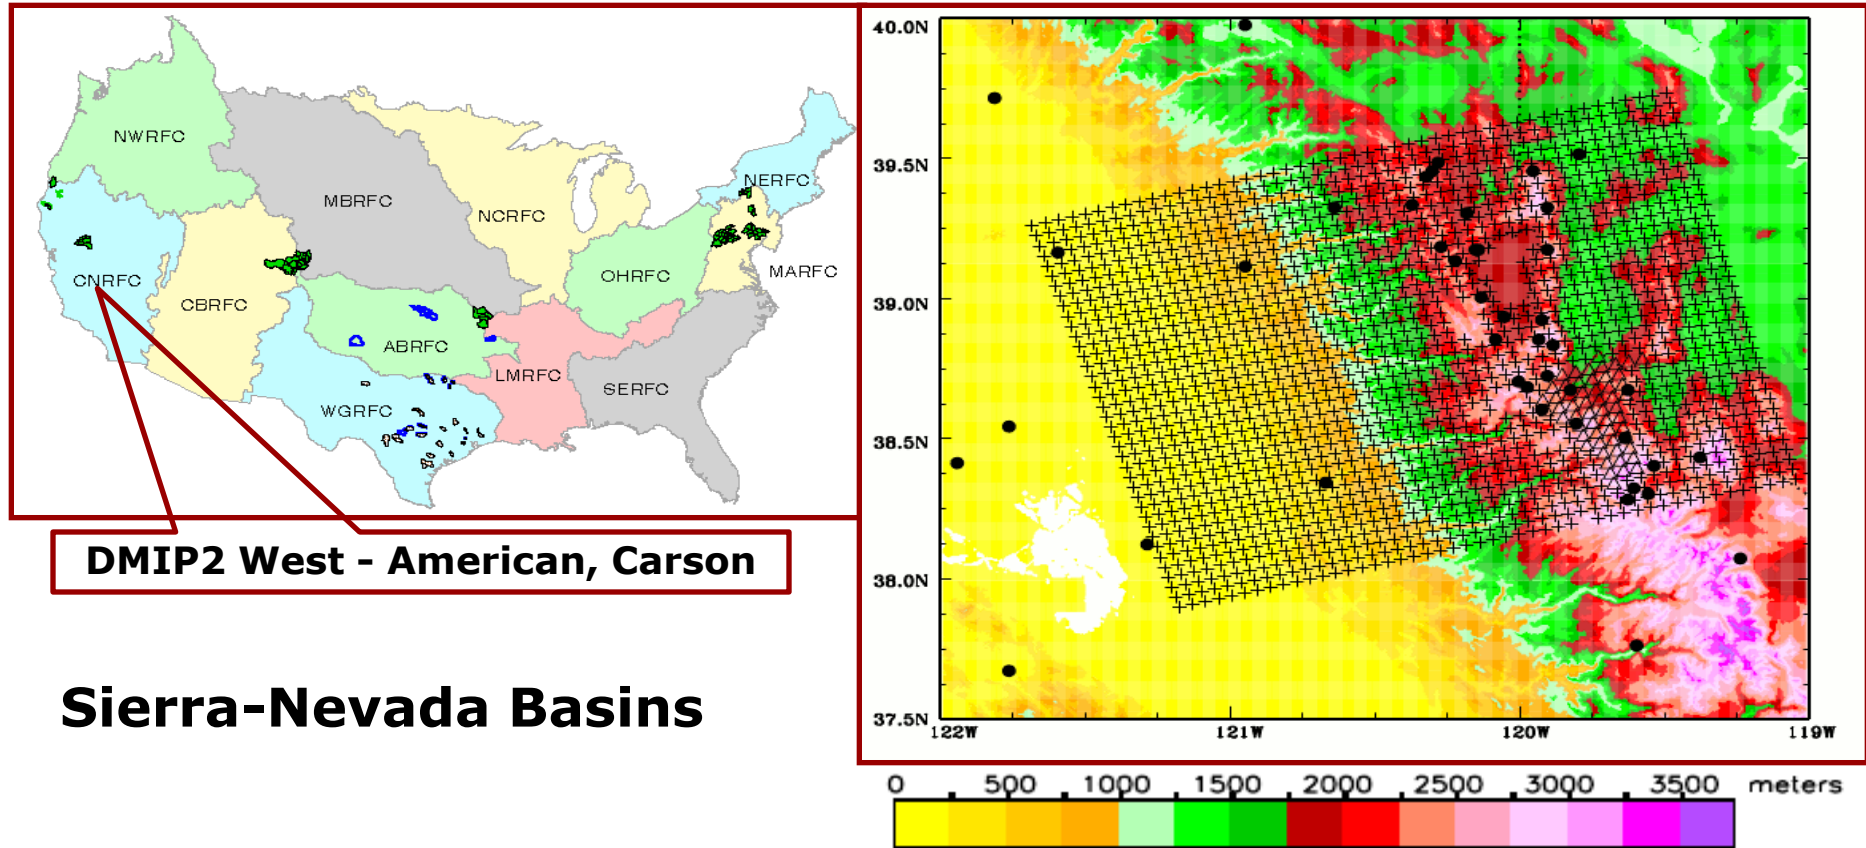 NWRFC
MBRFC
NCRFC
NERFC
CNRFC
CBRFC
OHRFC
MARFC
ABRFC
LMRFC
SERFC
WGRFC
DMIP2 West - American, Carson
Sierra-Nevada Basins
40.0N
39.5N
39.0N
38.5N
38.0N
37.5N
122W 121W 120W 119W
0 500 1000 1500 2000 2500 3000 3500 meters